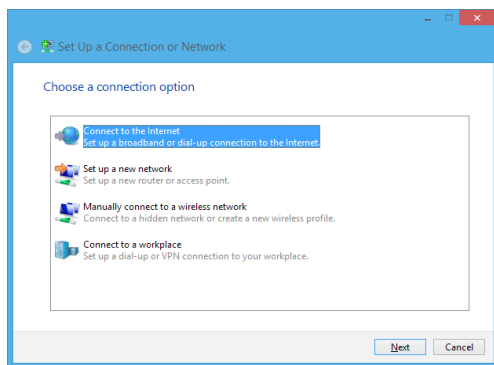 Set Up a Connection or Network
Choose a connection option
Connect to the Internet
Set up a broadband or dial-up connection to the Internet.
Set up a new network
Set up a new router or access point.
Manually connect to a wireless network
Connect to a hidden network or create a new wireless profile.
Connect to a workplace
Set up a dial-up or VPN connection to your workplace.
Next Cancel